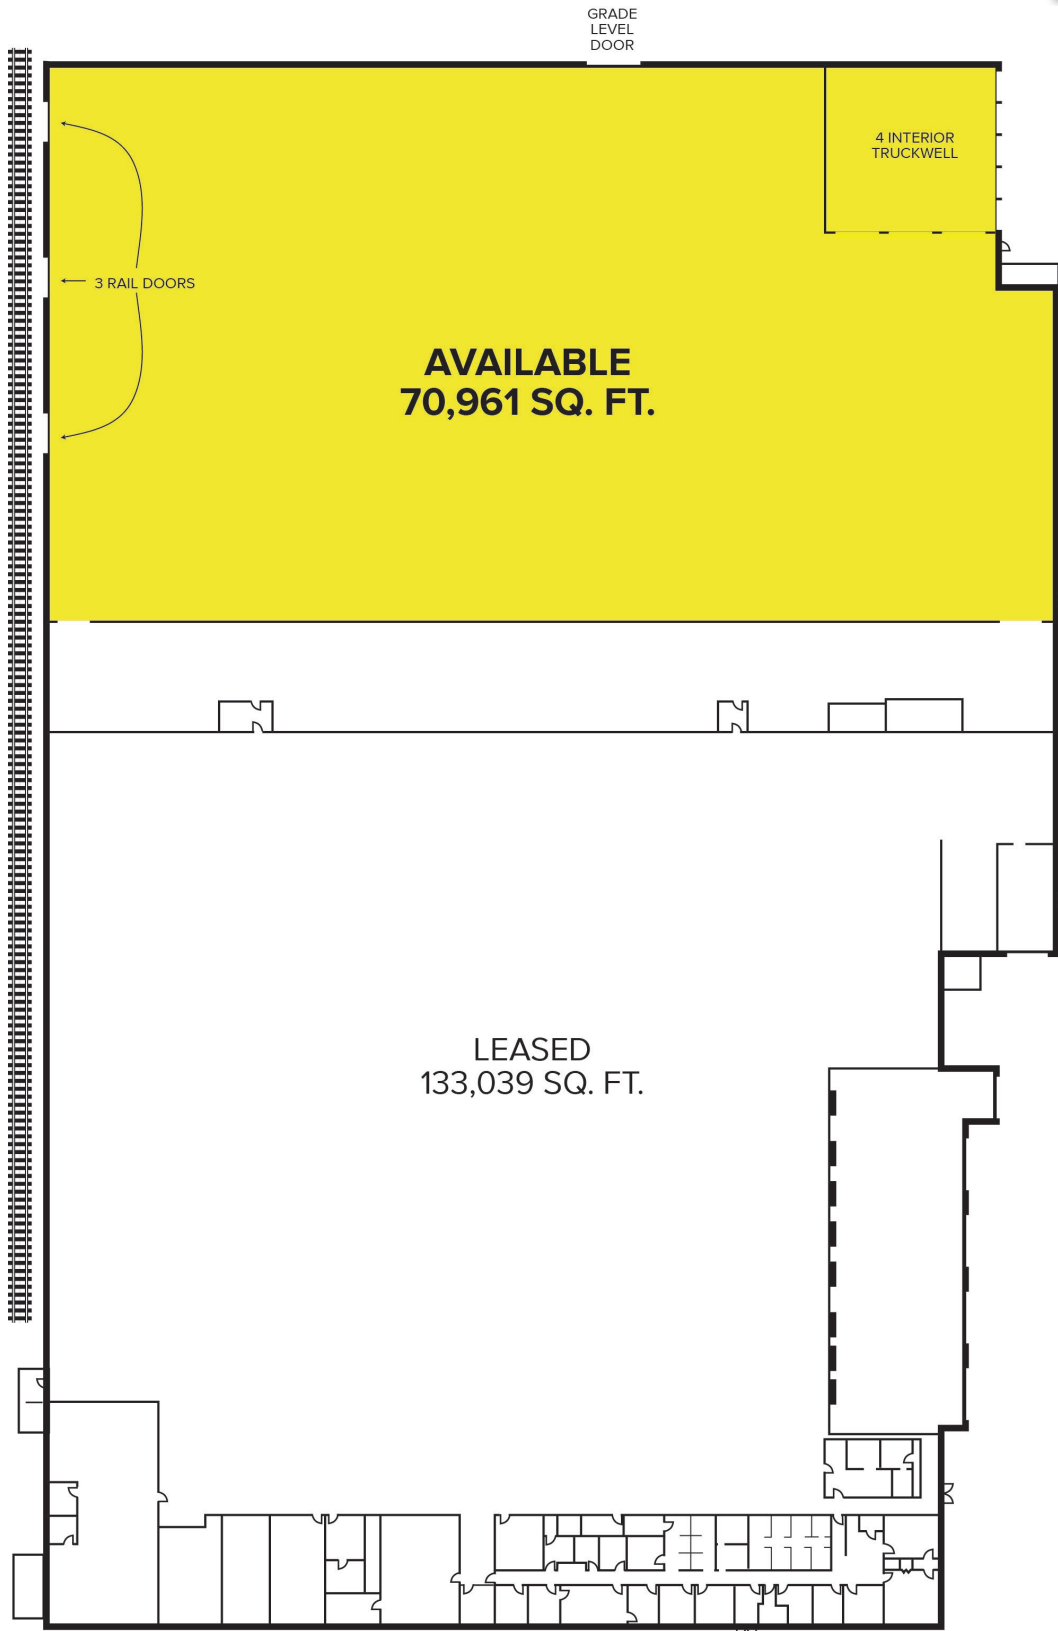 GRADE
LEVEL
DOOR
4 INTERIOR
TRUCKWELL
3 RAIL DOORS
AVAILABLE
70,961 SQ. FT.
LEASED
133,039 SQ. FT.